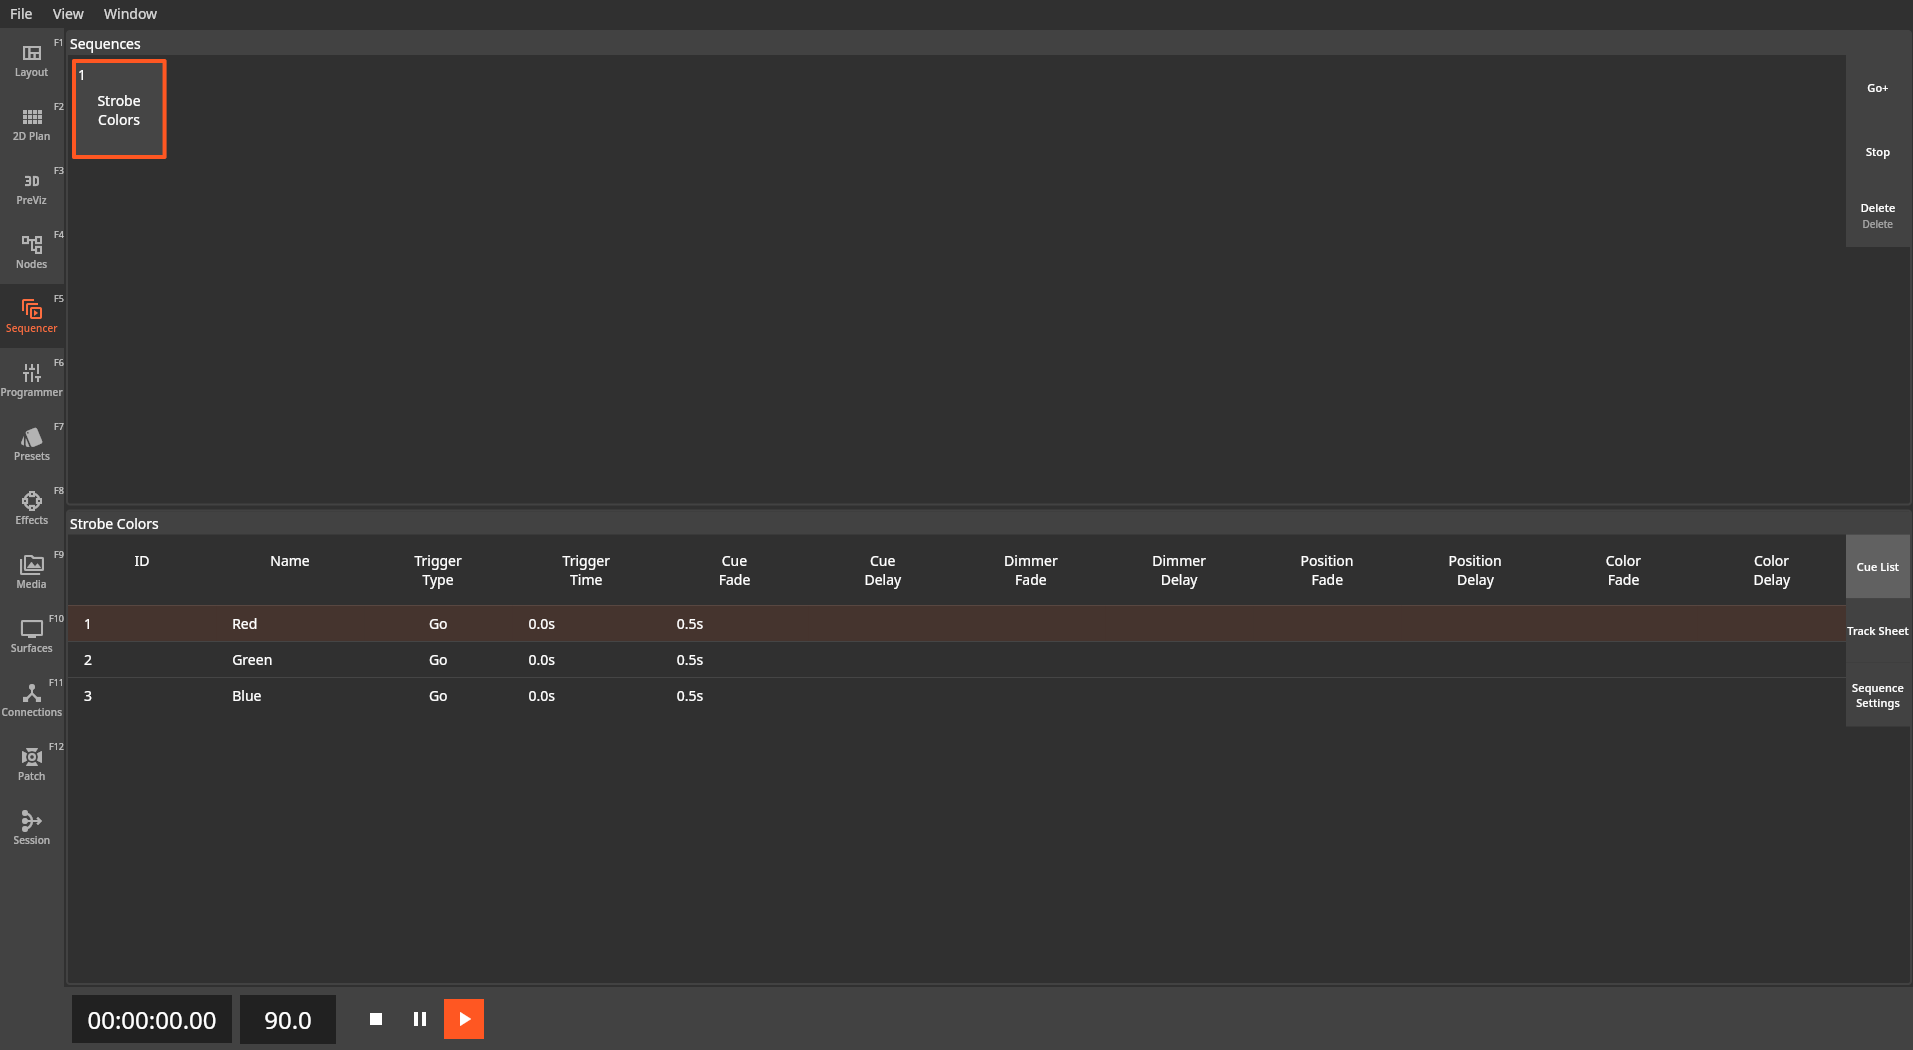 File View Window
F1
Layout
F2
2D Plan
F3
3D
PreViz
F4
Nodes
F5
Sequencer
F6
Programmer
F7
Presets
F8
Effects
F9
Media
F10
Surfaces
F11
Connections
F12
Patch
Session
Sequences
1
Strobe
Colors
Go+
Stop
Delete
Delete
Strobe Colors
ID Name Trigger Type Trigger Time Cue Fade Cue Delay Dimmer Fade Dimmer Delay Position Fade Position Delay Color Fade Color Delay
1 Red Go 0.0s 0.5s
2 Green Go 0.0s 0.5s
3 Blue Go 0.0s 0.5s
Cue List
Track Sheet
Sequence
Settings
00:00:00.00 90.0